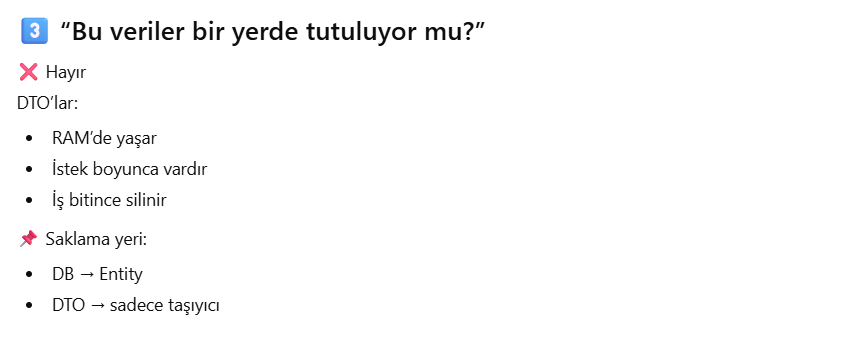 3️⃣ “Bu veriler bir yerde tutuluyor mu?”
❌ Hayır
DTO’lar:
• RAM’de yaşar
• İstek boyunca vardır
• İş bitince silinir
📌 Saklama yeri:
• DB → Entity
• DTO → sadece taşıyıcı